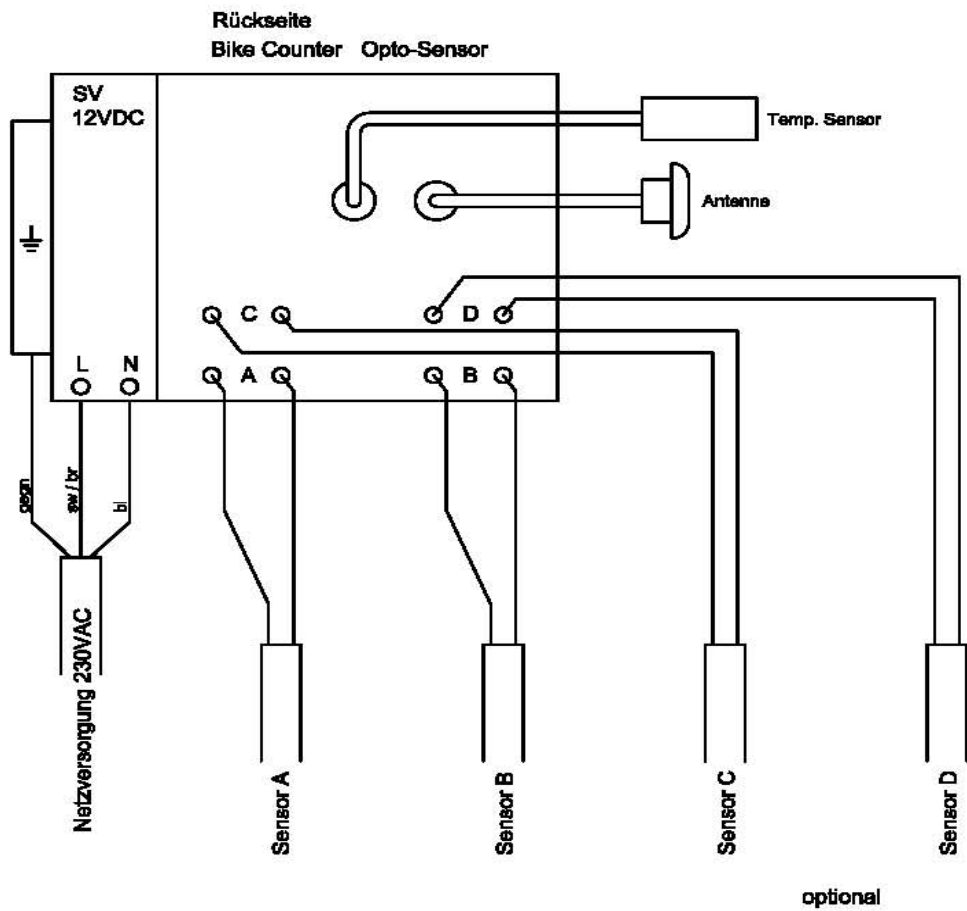 Rückseite
Bike Counter Opto-Sensor
SV
12VDC
Temp. Sensor
Antenne
C
D
L
N
A
B
gegn
sw / br
bl
Netzversorgung 230VAC
Sensor A
Sensor B
Sensor C
Sensor D
optional